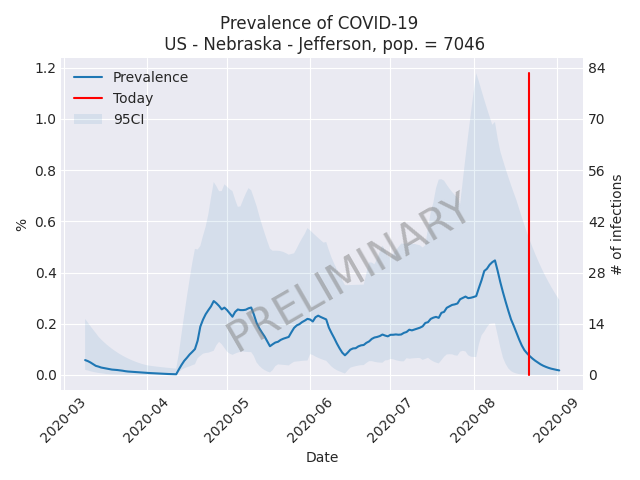 Prevalence of COVID-19
US - Nebraska - Jefferson, pop. = 7046
Prevalence
Today
95CI
PRELIMINARY
%
1.2
1.0
0.8
0.6
0.4
0.2
0.0
84
70
56
42
28
14
0
# of infections
2020-03
2020-04
2020-05
2020-06
2020-07
2020-08
2020-09
Date